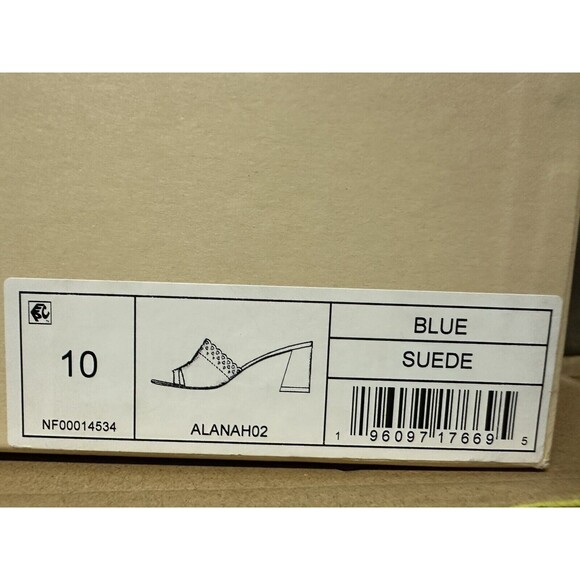 10
NF00014534
ALANAH02
BLUE
SUEDE
1 96097 17669 5